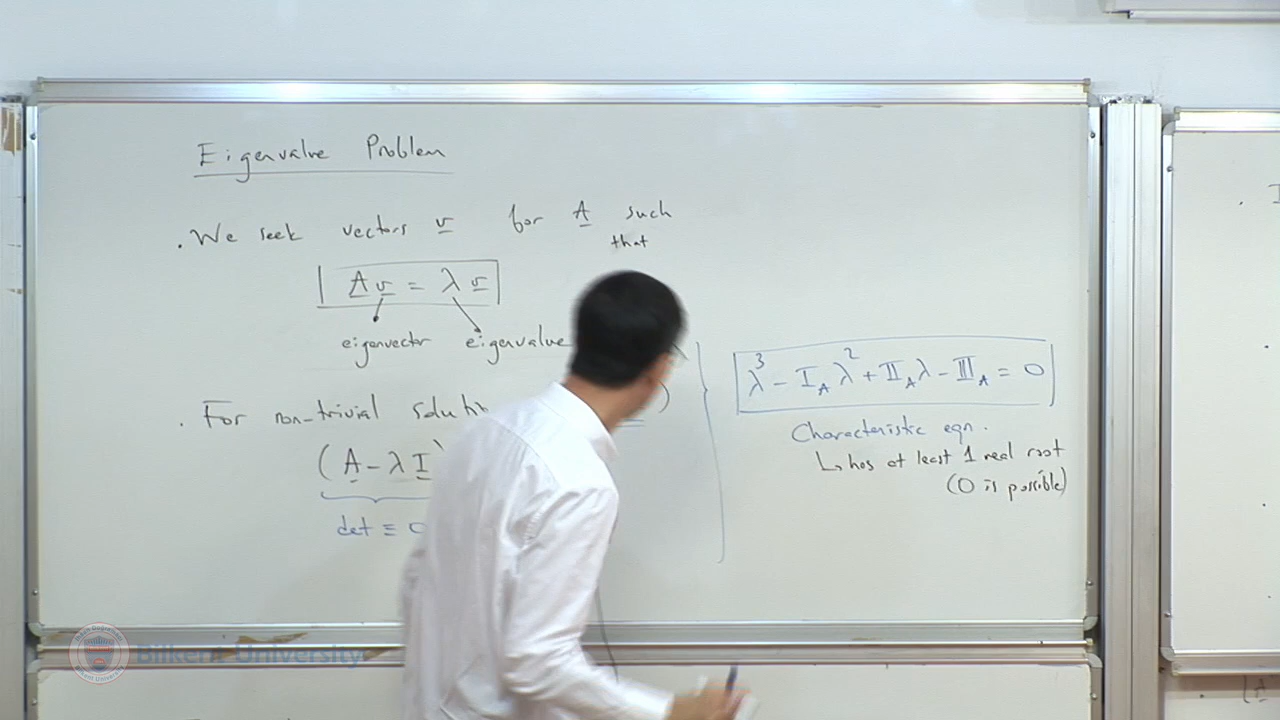 Eigenvalue Problem
. We seek vectors v for A such
that
A v = λ v
eigenvector eigenvalue
. For non-trivial
(A - λ I
det ≡ 0
λ³ - I_A λ² + II_A λ - III_A = 0
Characteristic eqn.
↳ has at least 1 real root
(0 is possible)
Bilkent University